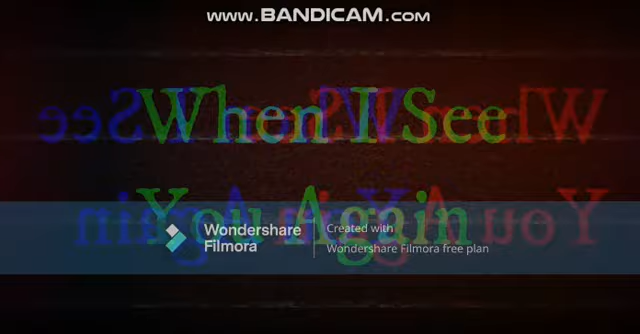 www.BANDICAM.com
When I See
You Again
Wondershare
Filmora
Created with
Wondershare Filmora free plan